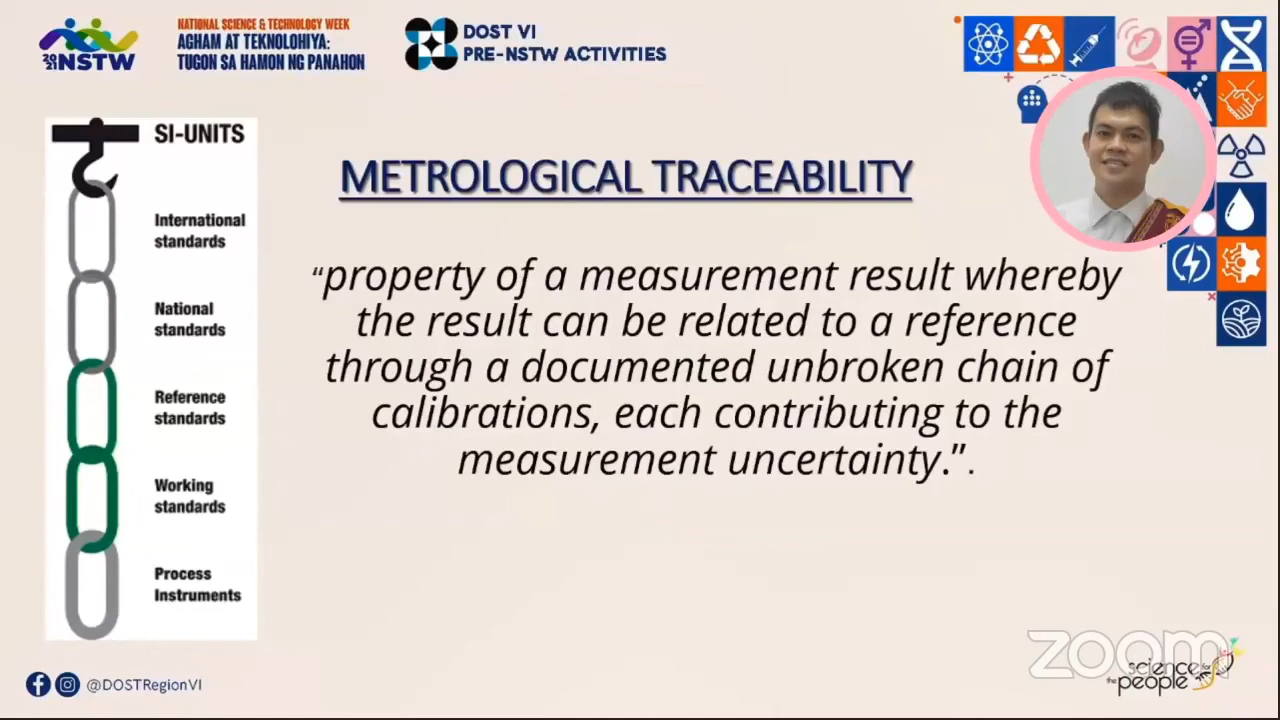 2021 NSTW
NATIONAL SCIENCE & TECHNOLOGY WEEK
AGHAM AT TEKNOLOHIYA:
TUGON SA HAMON NG PANAHON
DOST VI
PRE-NSTW ACTIVITIES
SI-UNITS
International
standards
National
standards
Reference
standards
Working
standards
Process
Instruments
METROLOGICAL TRACEABILITY
“property of a measurement result whereby
the result can be related to a reference
through a documented unbroken chain of
calibrations, each contributing to the
measurement uncertainty.”.
@DOSTRegionVI
zoom
science for
the people